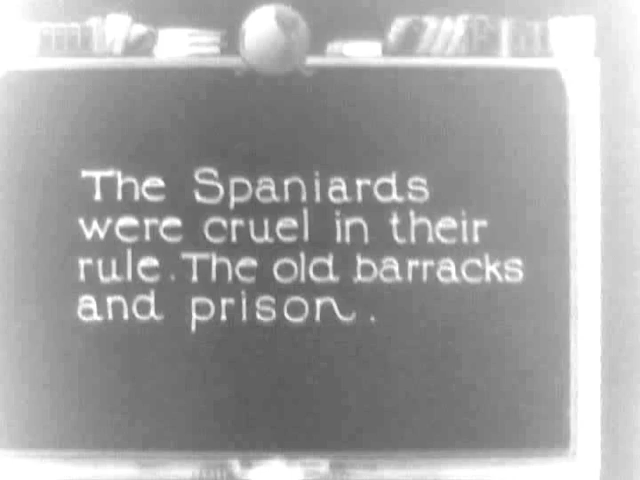 The Spaniards
were cruel in their
rule. The old barracks
and prison.